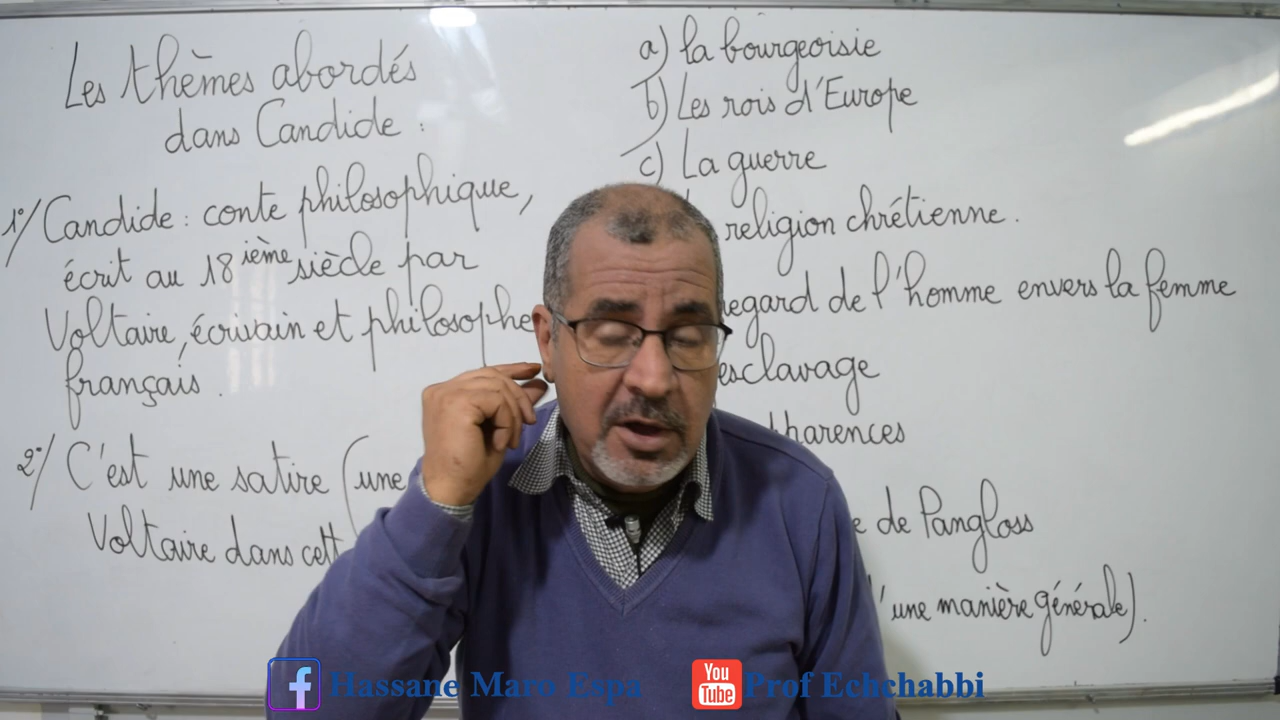 Les thèmes abordés
dans Candide :
1°/ Candide : conte philosophique,
écrit au 18ième siècle par
Voltaire, écrivain et philosophe
français.
2°/ C'est une satire (une
Voltaire dans cett
a) la bourgeoisie
b) Les rois d'Europe
c) La guerre
religion chrétienne.
regard de l'homme envers la femme
esclavage
pharences
e de Pangloss
d'une manière générale).
Hassane Maro Espa
You
Tube
Prof Echchabbi